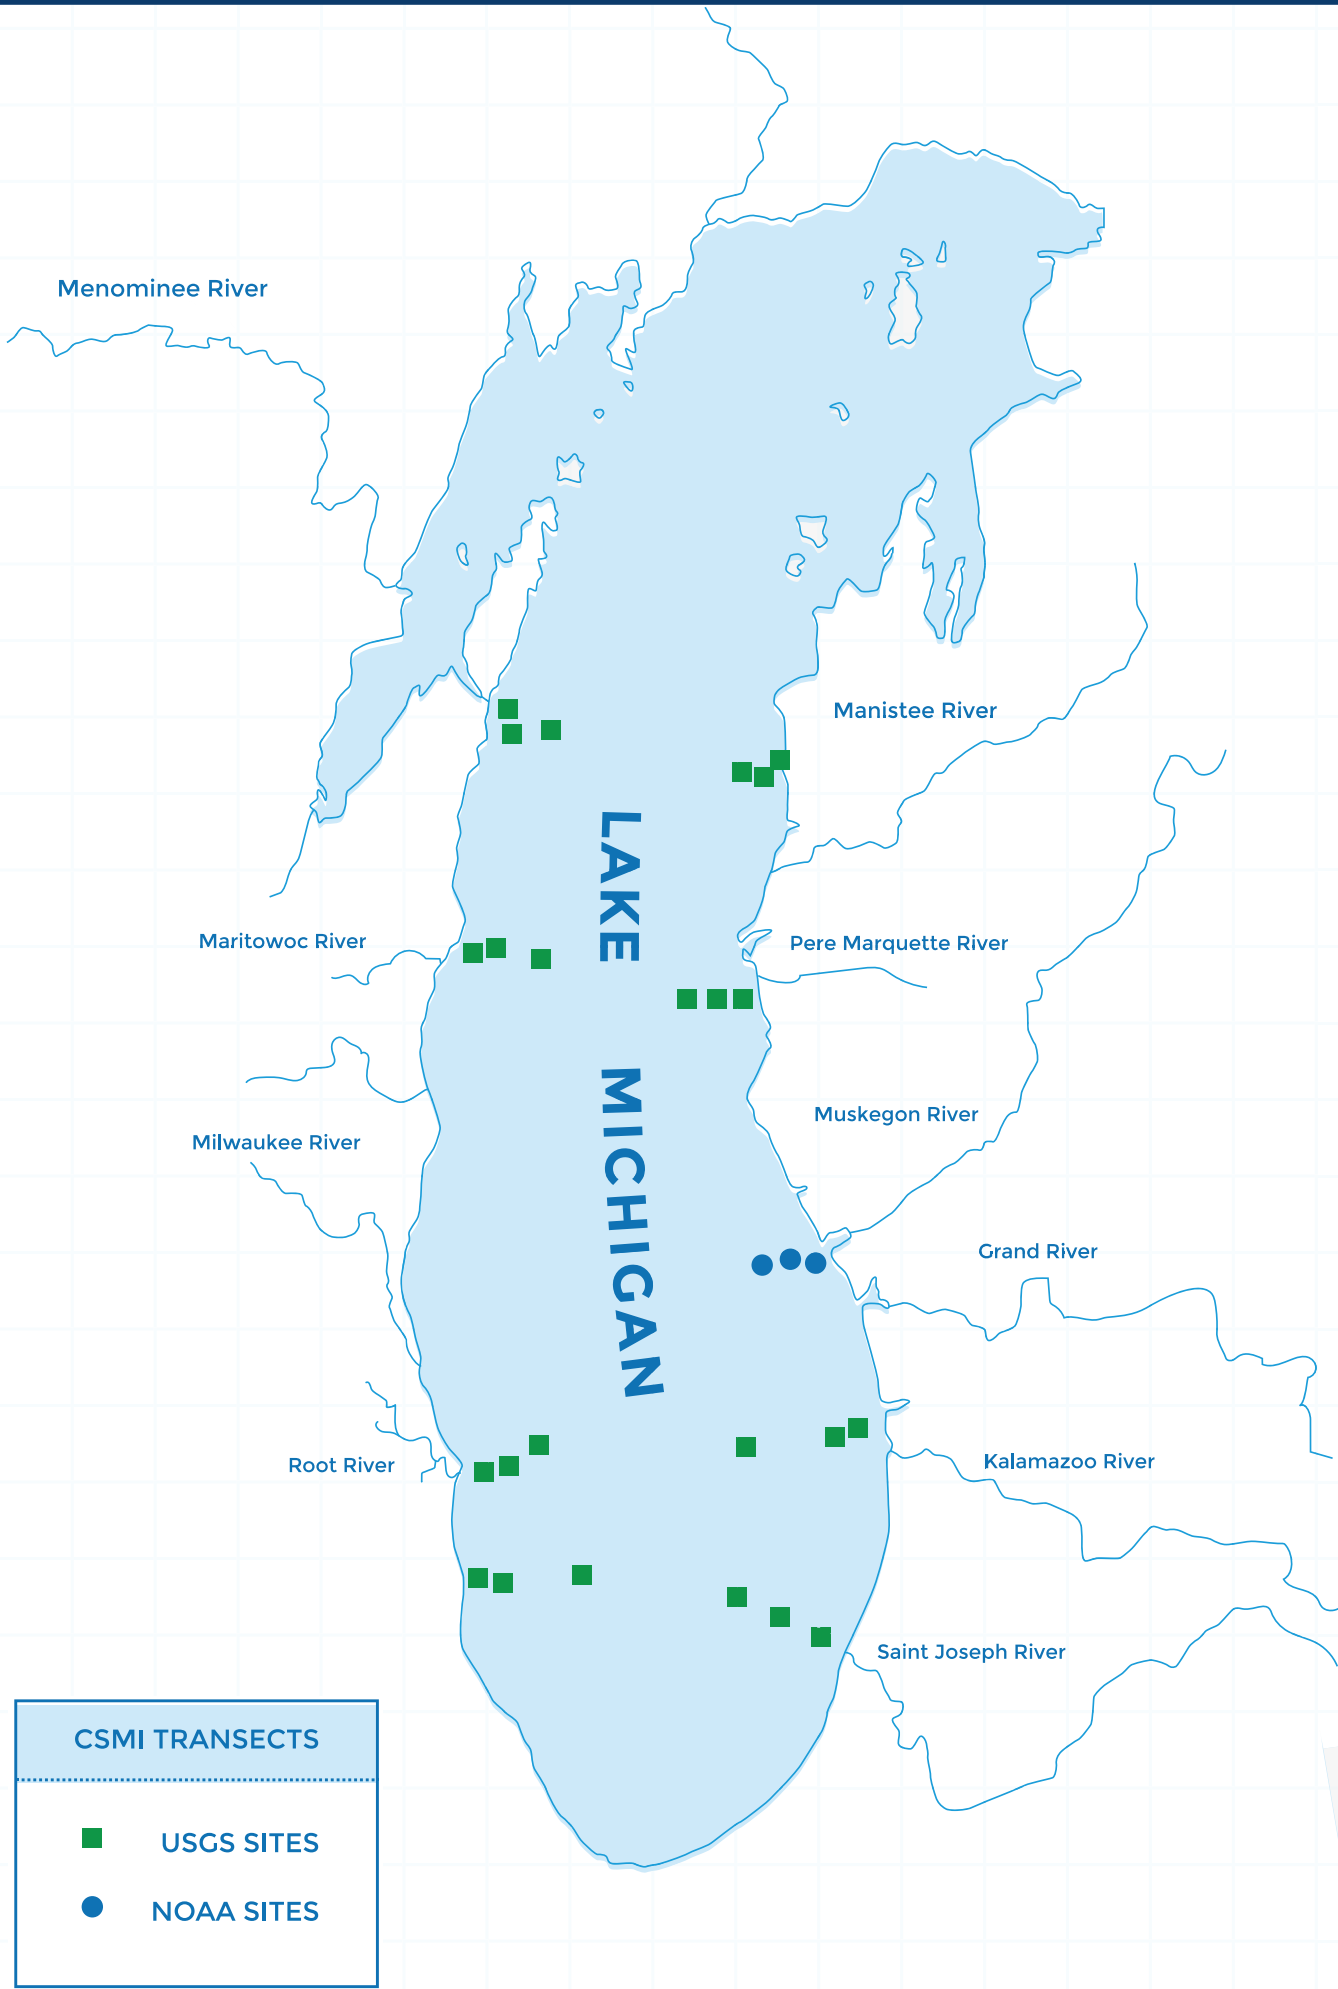 Menominee River
Manistee River
LAKE
Maritowoc River
Pere Marquette River
MICHIGAN
Muskegon River
Milwaukee River
Grand River
Root River
Kalamazoo River
Saint Joseph River
CSMI TRANSECTS
USGS SITES
NOAA SITES